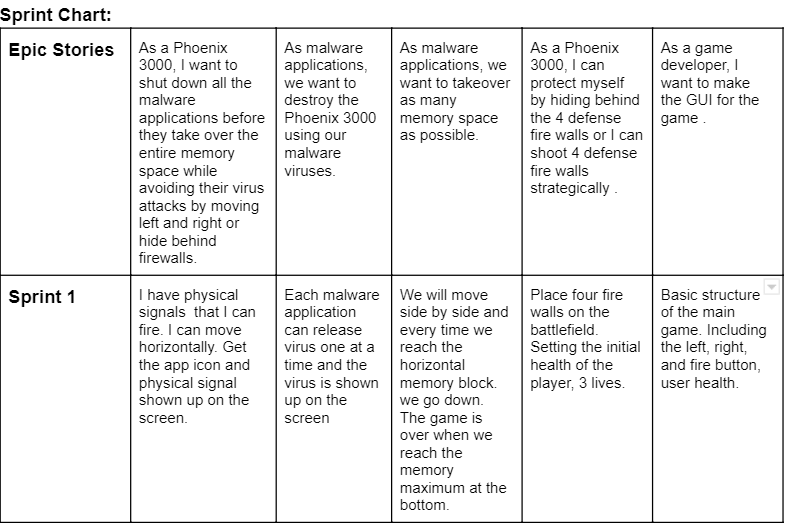 Sprint Chart:
Epic Stories
As a Phoenix
3000, I want to
shut down all the
malware
applications before
they take over the
entire memory
space while
avoiding their virus
attacks by moving
left and right or
hide behind
firewalls.
As malware
applications,
we want to
destroy the
Phoenix 3000
using our
malware
viruses.
As malware
applications, we
want to takeover
as many
memory space
as possible.
As a Phoenix
3000, I can
protect myself
by hiding behind
the 4 defense
fire walls or I can
shoot 4 defense
fire walls
strategically .
As a game
developer, I
want to make
the GUI for the
game .
Sprint 1
I have physical
signals  that I can
fire. I can move
horizontally. Get
the app icon and
physical signal
shown up on the
screen.
Each malware
application
can release
virus one at a
time and the
virus is shown
up on the
screen
We will move
side by side and
every time we
reach the
horizontal
memory block.
we go down.
The game is
over when we
reach the
memory
maximum at the
bottom.
Place four fire
walls on the
battlefield.
Setting the initial
health of the
player, 3 lives.
Basic structure
of the main
game. Including
the left, right,
and fire button,
user health.